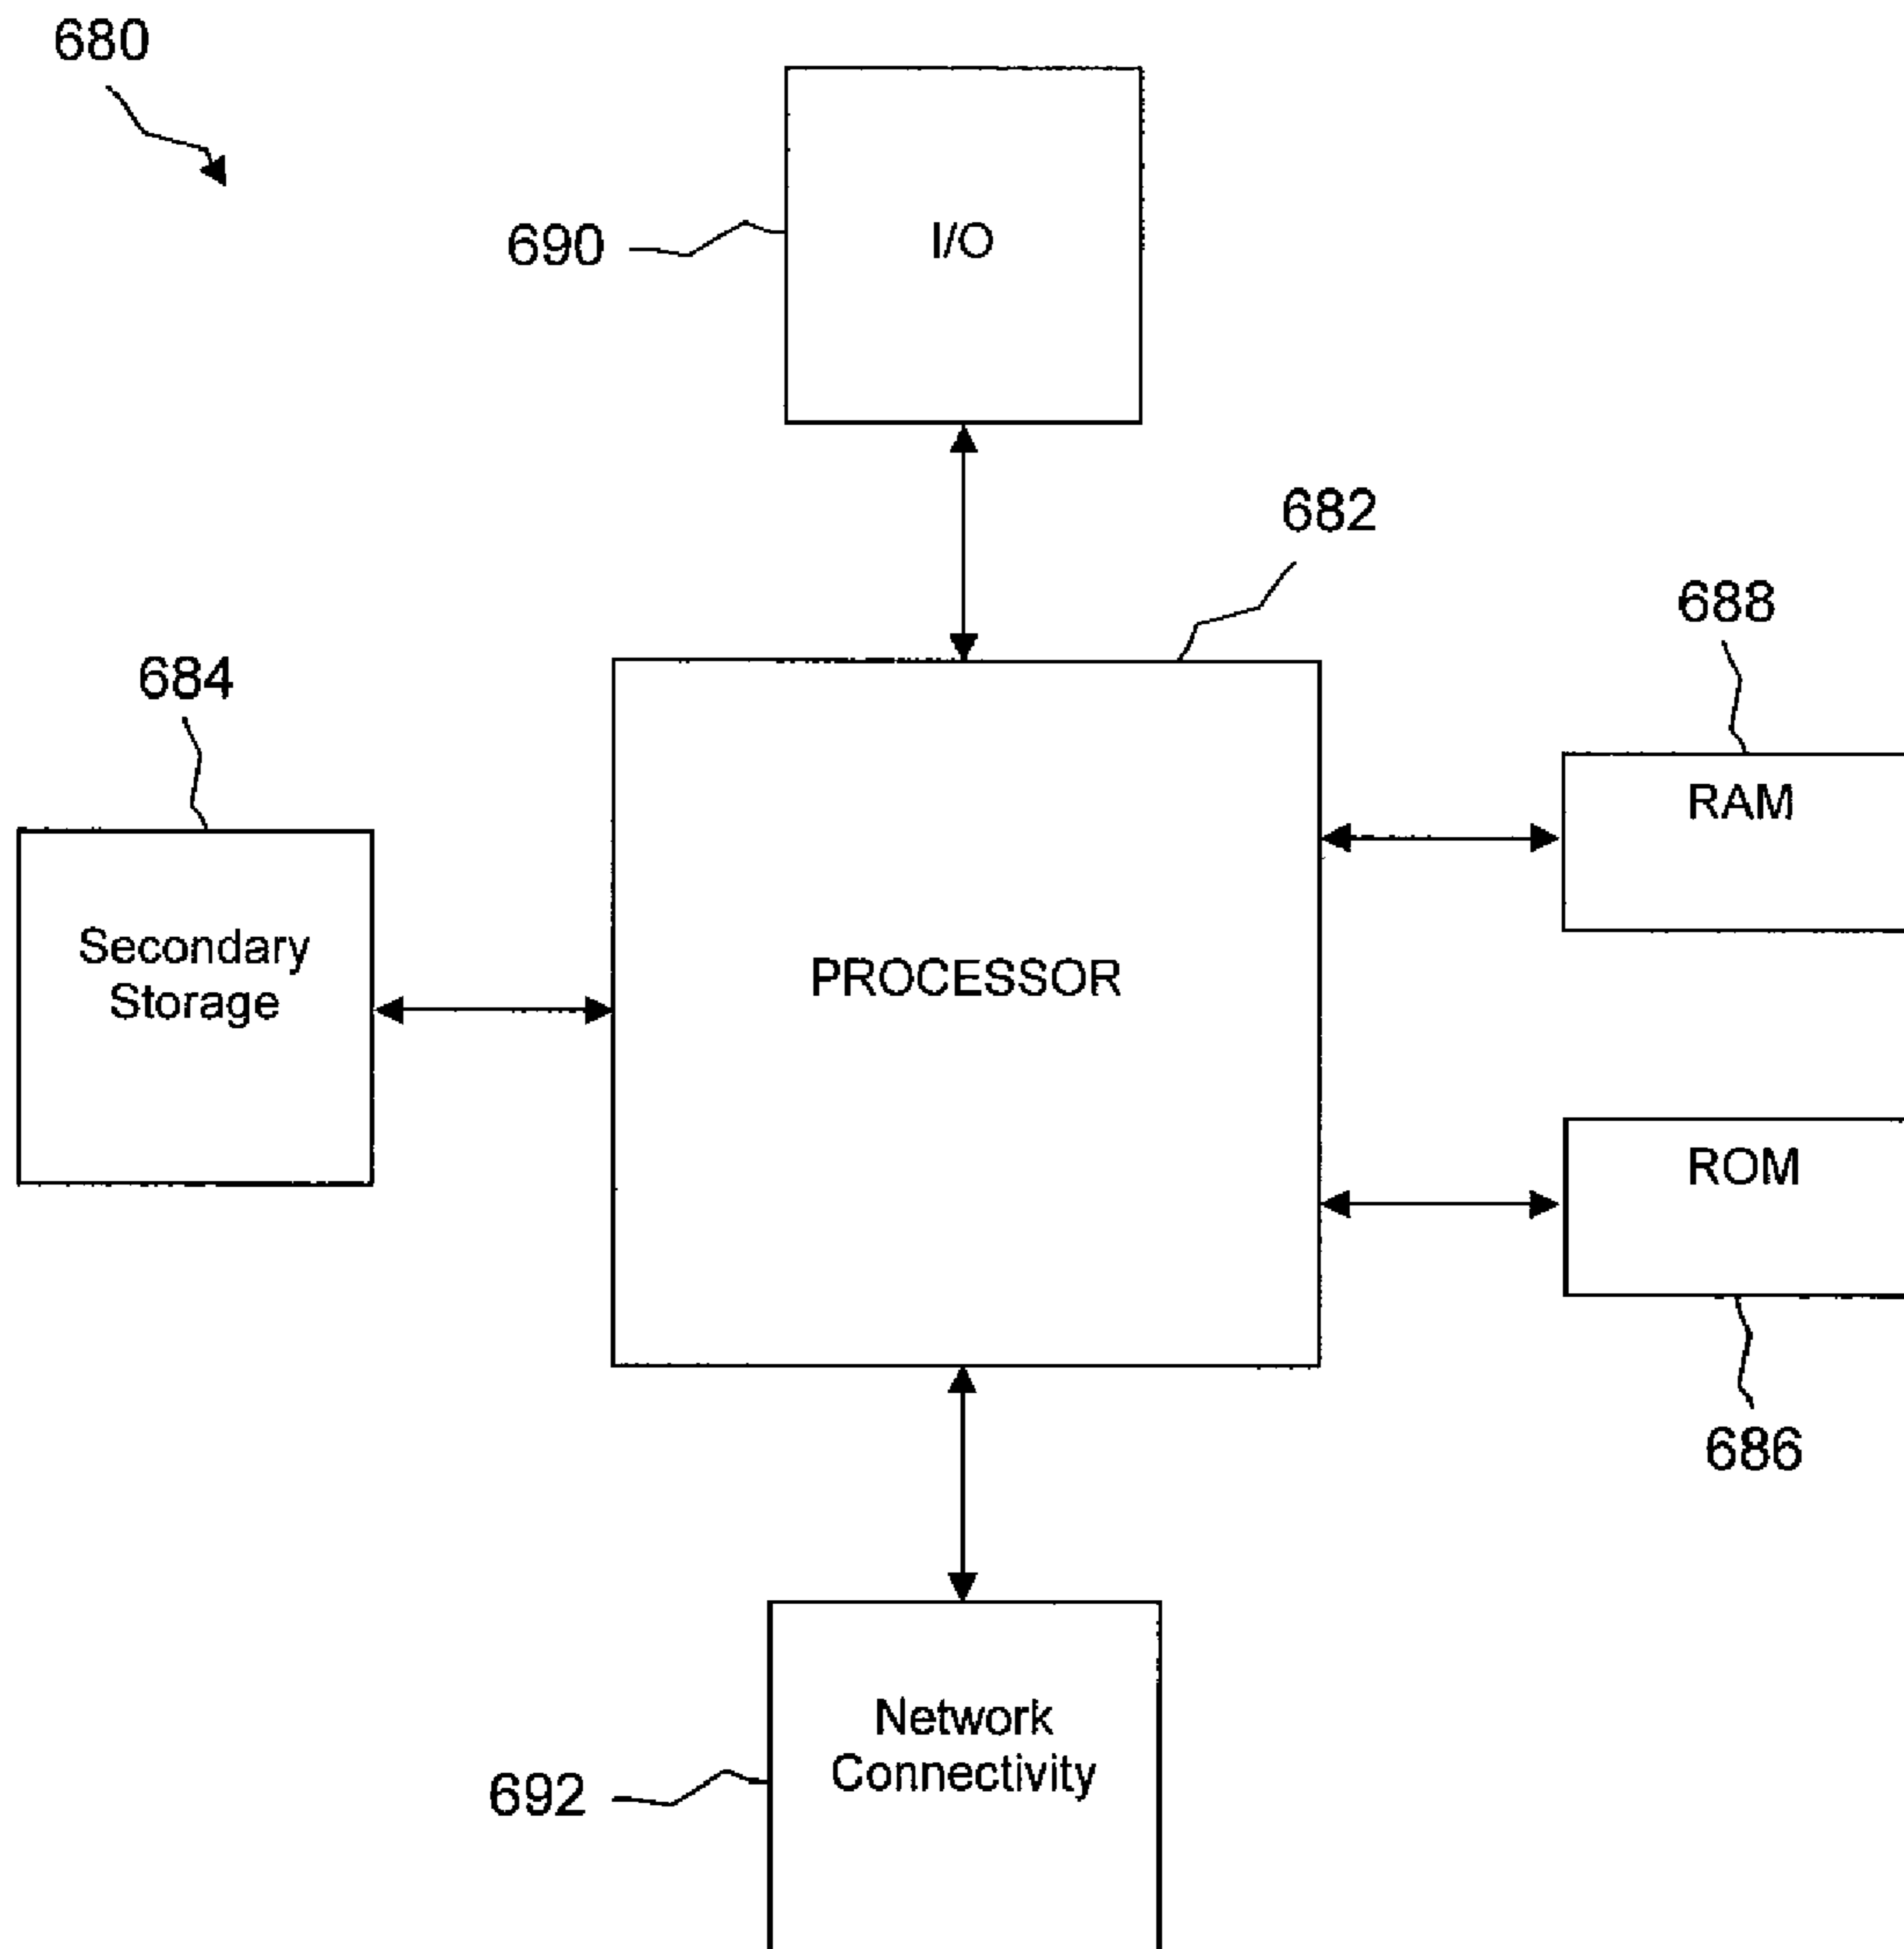 680
690
I/O
682
688
684
RAM
Secondary
Storage
PROCESSOR
ROM
686
Network
Connectivity
692